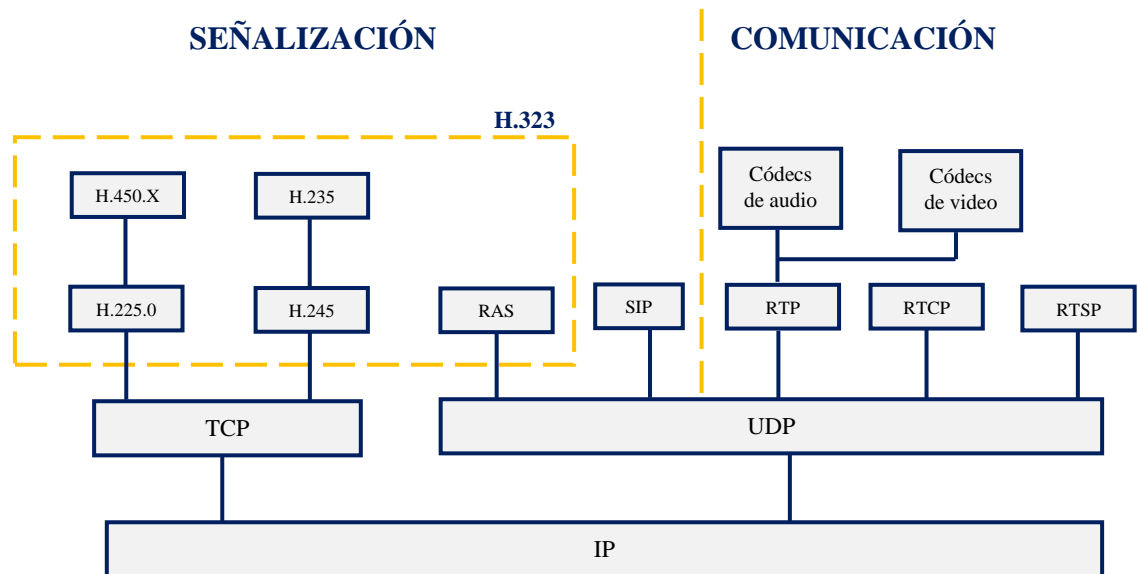 SEÑALIZACIÓN
COMUNICACIÓN
H.323
H.450.X
H.235
Códecs
de audio
Códecs
de video
H.225.0
H.245
RAS
SIP
RTP
RTCP
RTSP
TCP
UDP
IP